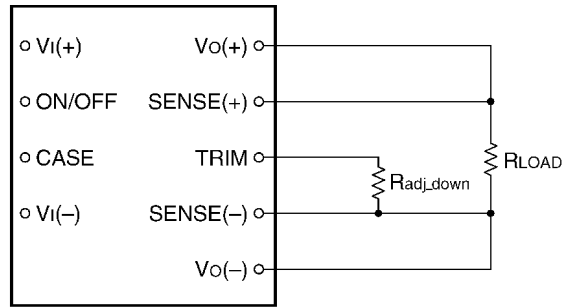 VI(+) VO(+)
ON/OFF SENSE(+)
CASE TRIM
RLOAD
Radj_down
VI(–) SENSE(–)
VO(–)